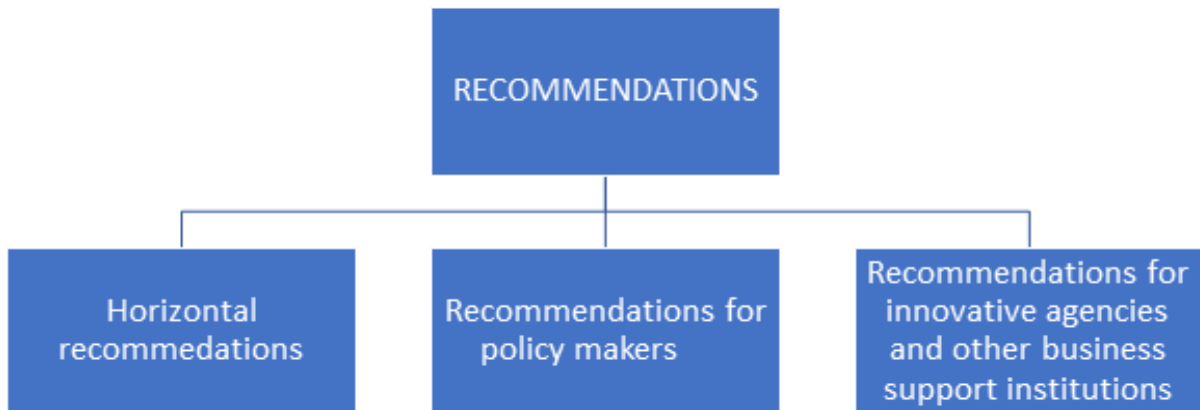 RECOMMENDATIONS
Horizontal
recommedations
Recommendations for
policy makers
Recommendations for
innovative agencies
and other business
support institutions